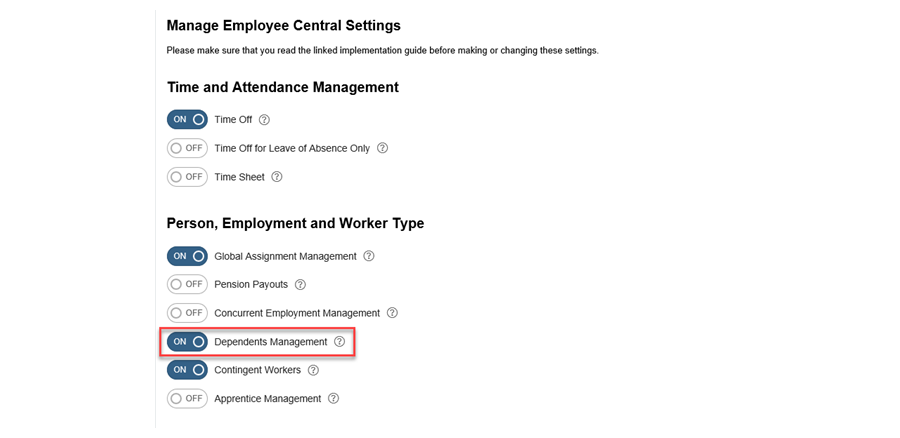 Manage Employee Central Settings
Please make sure that you read the linked implementation guide before making or changing these settings.
Time and Attendance Management
ON Time Off ?
OFF Time Off for Leave of Absence Only ?
OFF Time Sheet ?
Person, Employment and Worker Type
ON Global Assignment Management ?
OFF Pension Payouts ?
OFF Concurrent Employment Management ?
ON Dependents Management ?
ON Contingent Workers ?
OFF Apprentice Management ?